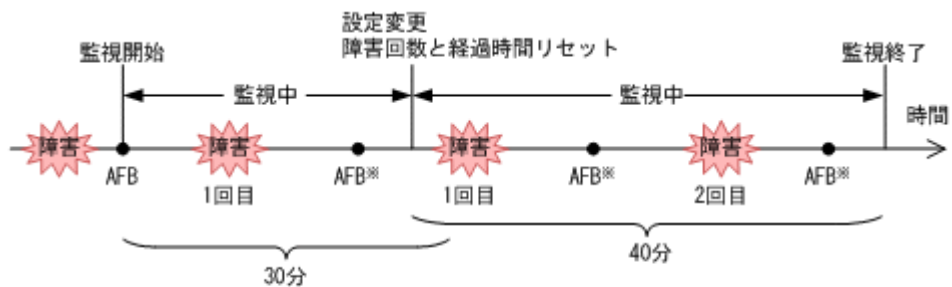 設定変更
障害回数と経過時間リセット
監視開始
監視終了
監視中
監視中
時間
障害
障害
障害
障害
AFB
1回目
AFB※
1回目
AFB※
2回目
AFB※
30分
40分